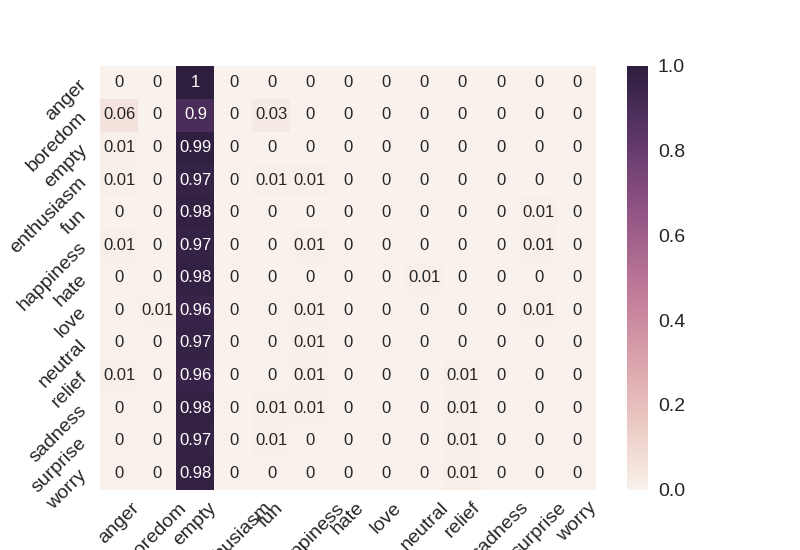 anger 0 0 1 0 0 0 0 0 0 0 0 0 0
boredom 0.06 0 0.9 0 0.03 0 0 0 0 0 0 0 0
empty 0.01 0 0.99 0 0 0 0 0 0 0 0 0 0
enthusiasm 0.01 0 0.97 0 0.01 0.01 0 0 0 0 0 0 0
fun 0 0 0.98 0 0 0 0 0 0 0 0 0.01 0
happiness 0.01 0 0.97 0 0 0.01 0 0 0 0 0 0.01 0
hate 0 0 0.98 0 0 0 0 0 0.01 0 0 0 0
love 0 0.01 0.96 0 0 0.01 0 0 0 0 0 0.01 0
neutral 0 0 0.97 0 0 0.01 0 0 0 0 0 0 0
relief 0.01 0 0.96 0 0 0.01 0 0 0 0.01 0 0 0
sadness 0 0 0.98 0 0.01 0.01 0 0 0 0.01 0 0 0
surprise 0 0 0.97 0 0.01 0 0 0 0 0.01 0 0 0
worry 0 0 0.98 0 0 0 0 0 0 0.01 0 0 0
anger oredom empty husiasm fun ppiness hate love neutral relief adness surprise worry
1.0
0.8
0.6
0.4
0.2
0.0